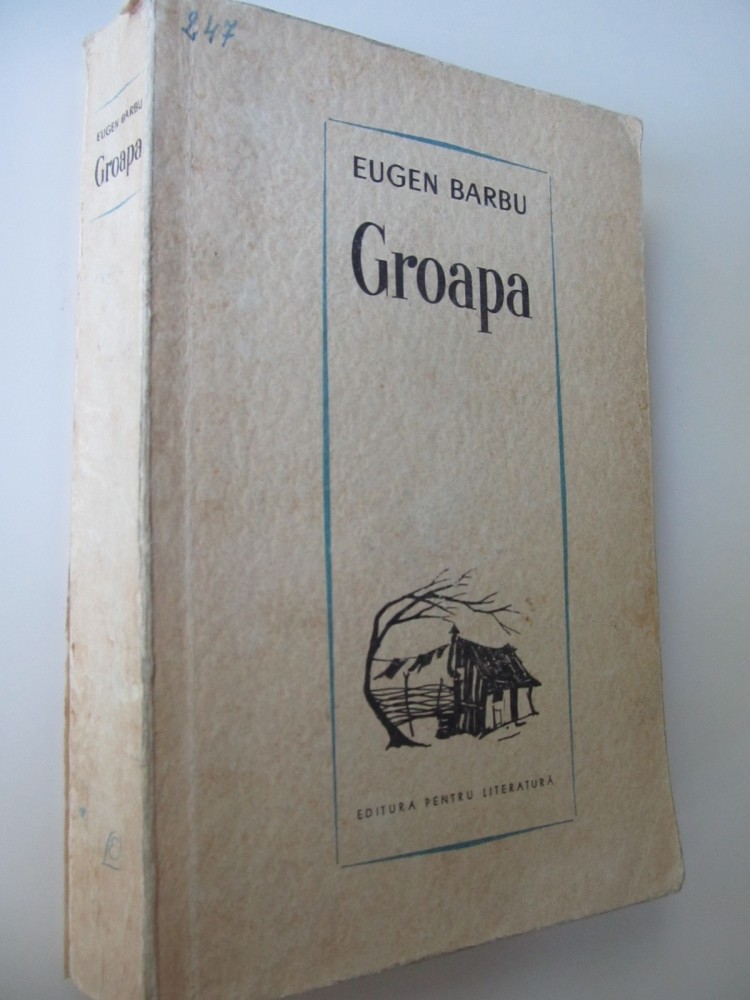 247
EUGEN BARBU
Groapa
EUGEN BARBU
Groapa
EDITURA PENTRU LITERATURĂ